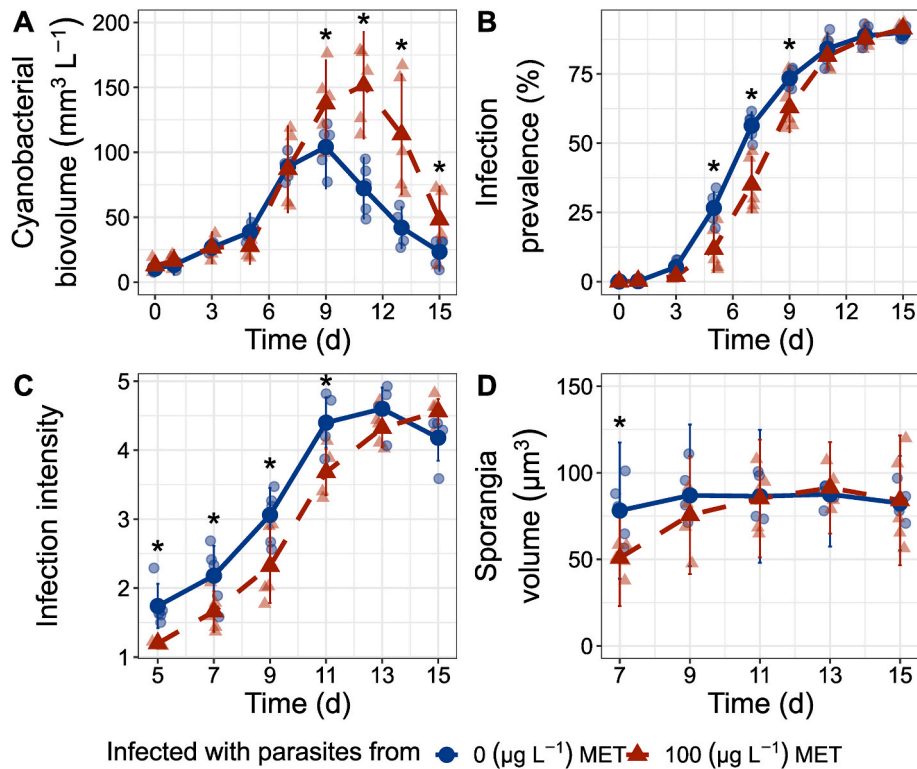 A
Cyanobacterial
biovolume (mm³ L⁻¹)
200
150
100
50
0
* * * *
0 3 6 9 12 15
Time (d)
B
Infection
prevalence (%)
75
50
25
0
* * *
0 3 6 9 12 15
Time (d)
C
Infection intensity
5
4
3
2
1
* * * *
5 7 9 11 13 15
Time (d)
D
Sporangia
volume (µm³)
150
100
50
0
*
7 9 11 13 15
Time (d)
Infected with parasites from 0 (µg L⁻¹) MET 100 (µg L⁻¹) MET